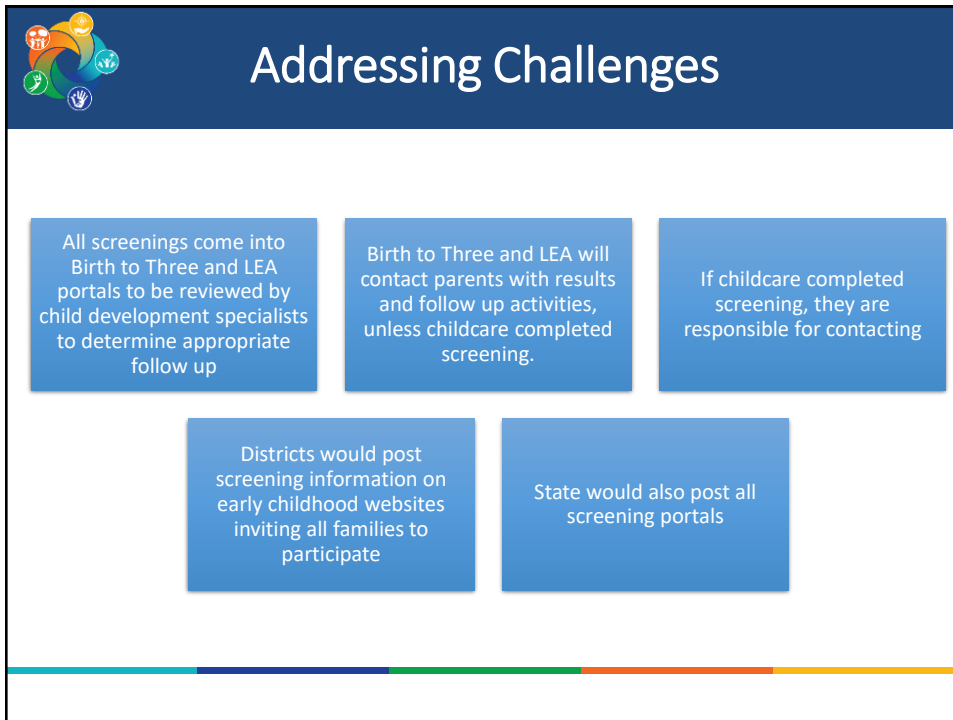 Addressing Challenges
All screenings come into
Birth to Three and LEA
portals to be reviewed by
child development specialists
to determine appropriate
follow up
Birth to Three and LEA will
contact parents with results
and follow up activities,
unless childcare completed
screening.
If childcare completed
screening, they are
responsible for contacting
Districts would post
screening information on
early childhood websites
inviting all families to
participate
State would also post all
screening portals